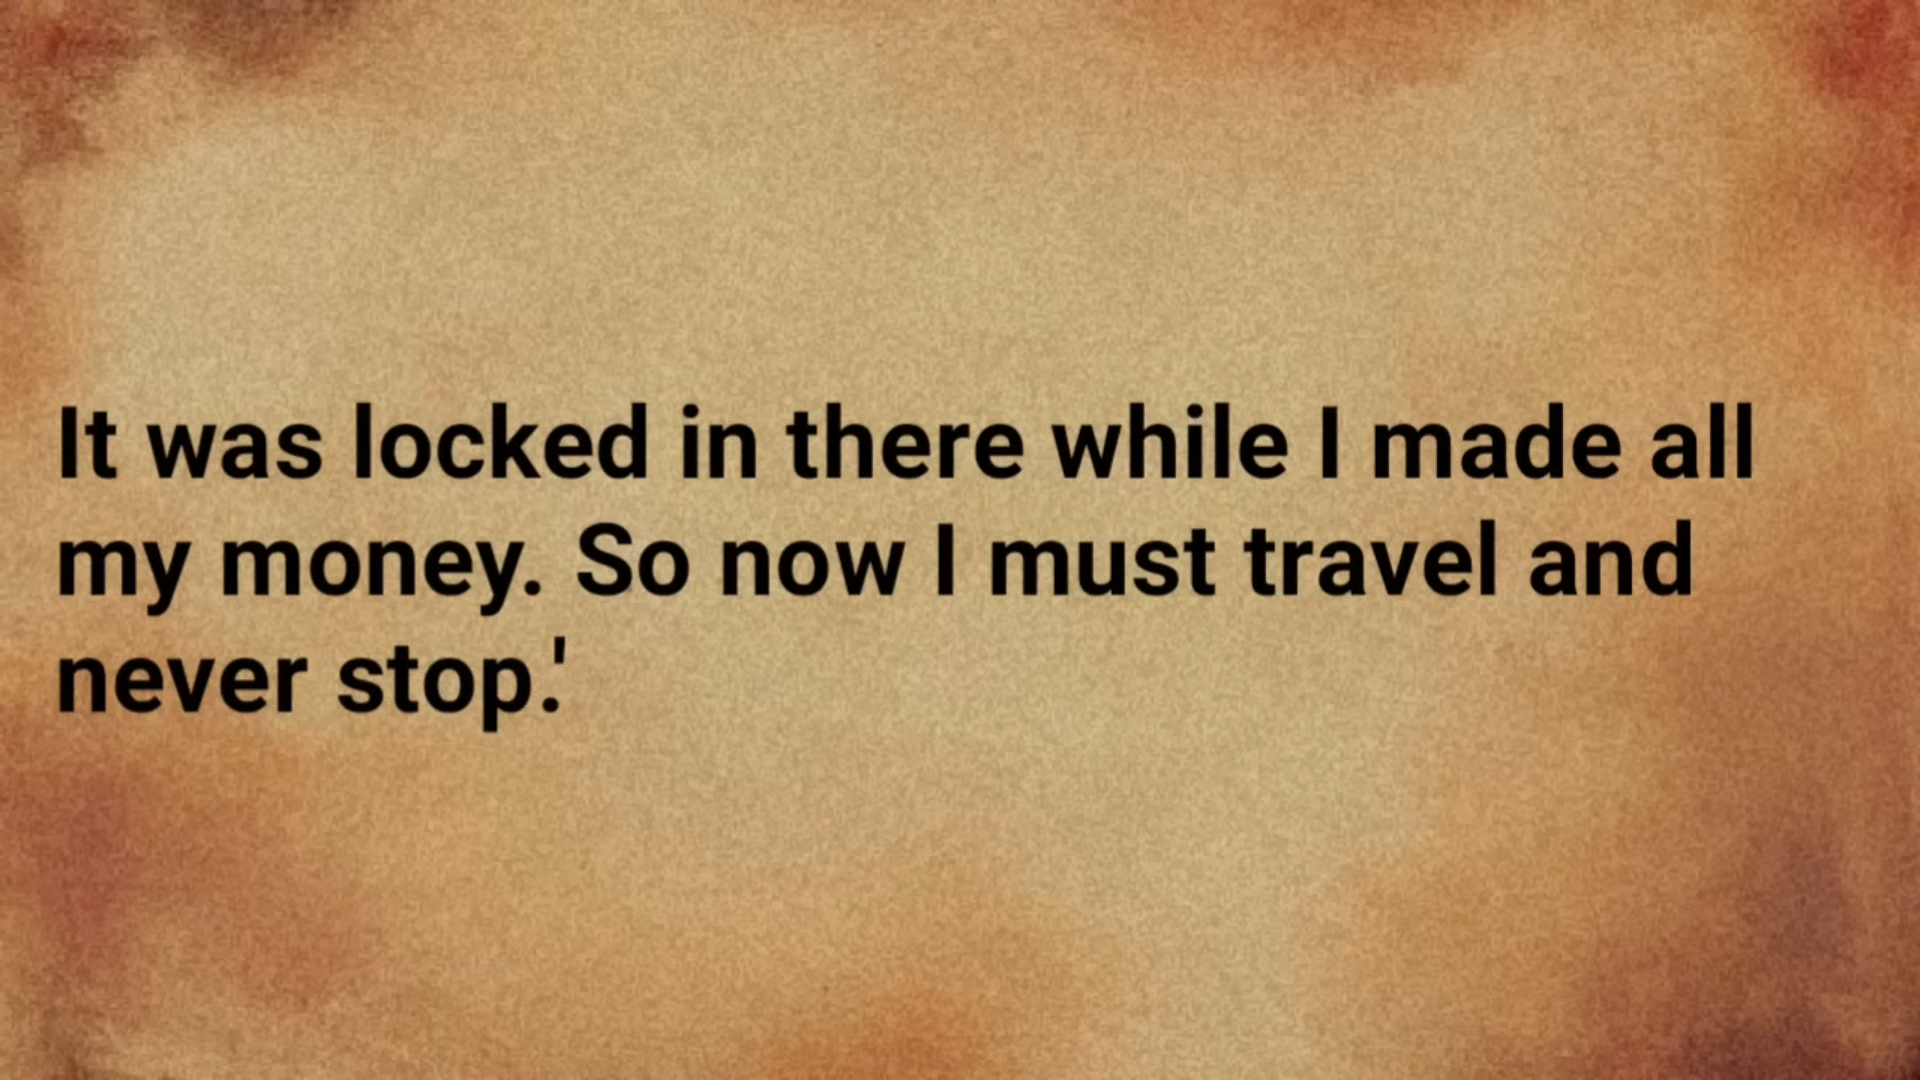 It was locked in there while I made all
my money. So now I must travel and
never stop.'